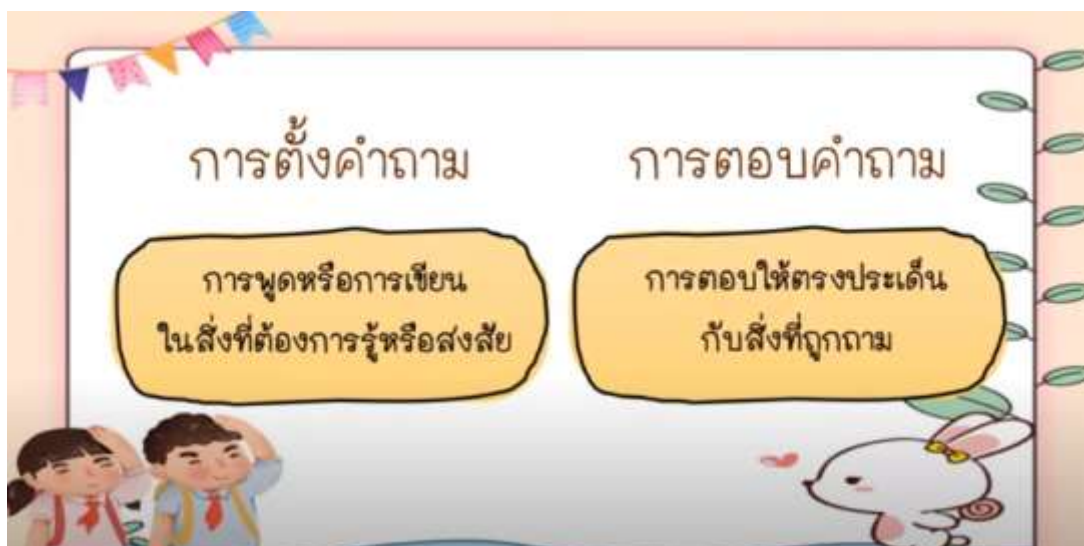 การตั้งคำถาม
การพูดหรือการเขียน
ในสิ่งที่ต้องการรู้หรือสงสัย
การตอบคำถาม
การตอบให้ตรงประเด็น
กับสิ่งที่ถูกถาม